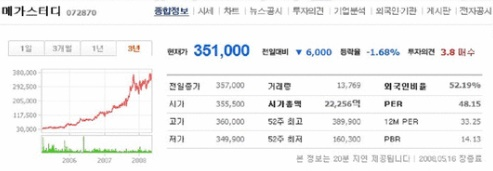 메가스터디 072870
종합정보 | 시세 | 차트 | 뉴스공시 | 투자의견 | 기업분석 | 외국인·기관 | 게시판 | 전자공시
1일 3개월 1년 3년
현재가 351,000 전일대비 ▼ 6,000 등락율 -1.68% 투자의견 3.8 매수
전일종가 357,000 거래량 13,769 외국인비율 52.19%
시가 355,500 시가총액 22,256억 PER 48.15
고가 360,000 52주 최고 389,900 12M PER 33.25
저가 349,900 52주 최저 160,300 PBR 14.13
300,000
250,000
205,000
160,000
117,000
30,000
2006 2007 2008
본 정보는 20분 지연 제공됩니다 | 2008.05.16 장종료